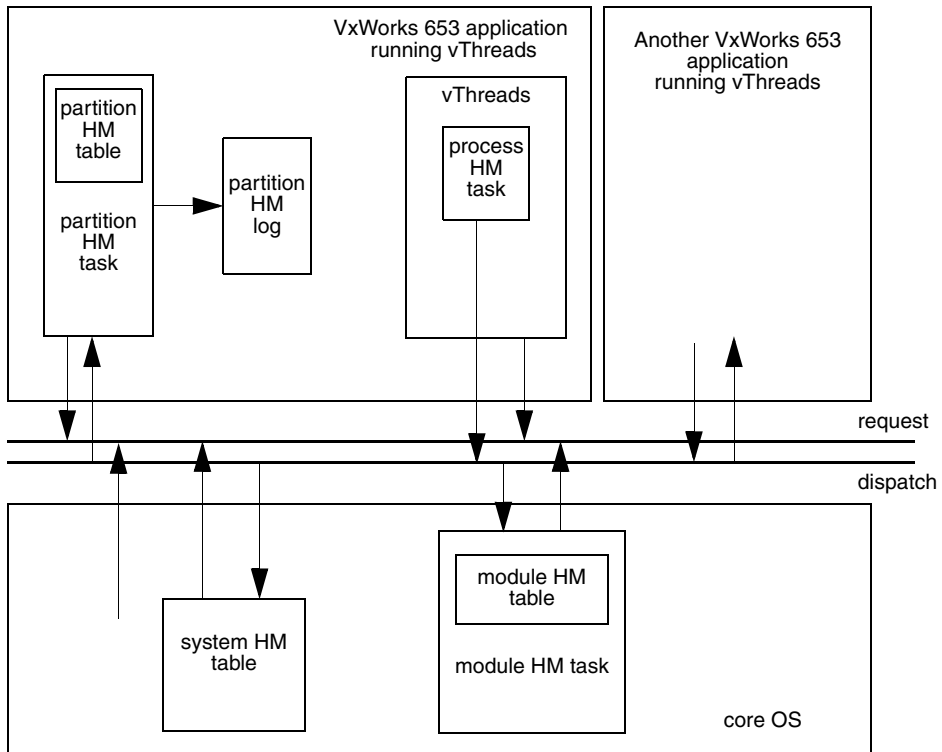 VxWorks 653 application
running vThreads
partition
HM
table
partition
HM
task
partition
HM
log
vThreads
process
HM
task
Another VxWorks 653
application
running vThreads
request
dispatch
system HM
table
module HM
table
module HM task
core OS